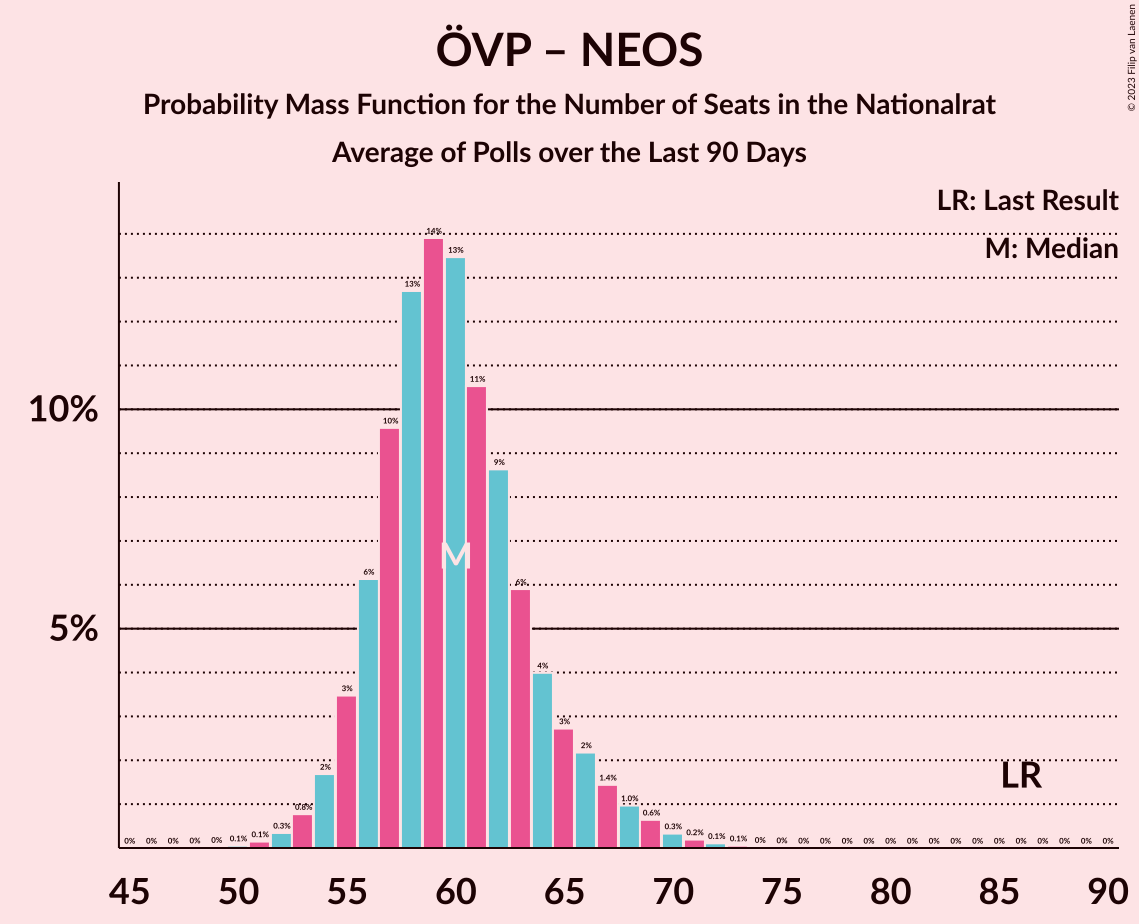 ÖVP – NEOS
Probability Mass Function for the Number of Seats in the Nationalrat
Average of Polls over the Last 90 Days
© 2023 Filip van Laenen
LR: Last Result
M: Median
10%
5%
0% 0% 0% 0% 0% 0.1% 0.1% 0.3% 0.8% 2% 3% 6% 10% 13% 14% 13% 11% 9% 6% 4% 3% 2% 1.4% 1.0% 0.6% 0.3% 0.2% 0.1% 0.1% 0% 0% 0% 0% 0% 0% 0% 0% 0% 0% 0% 0% 0% 0% 0% 0% 0%
M
LR
45 50 55 60 65 70 75 80 85 90